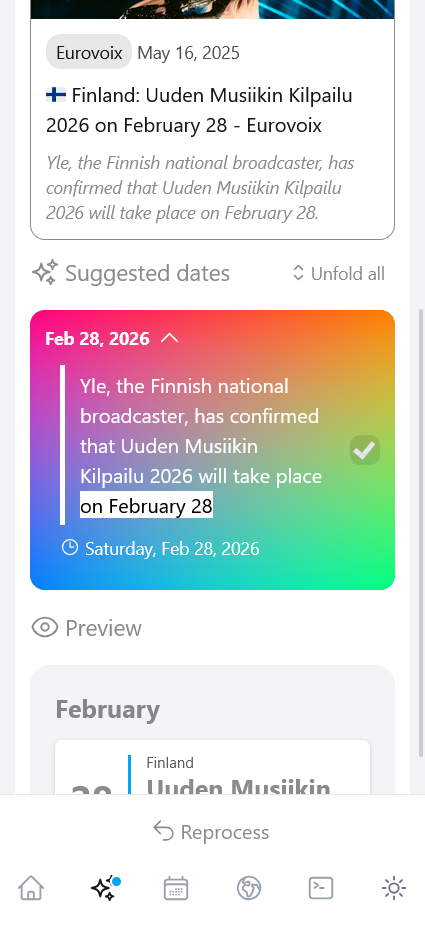 Eurovoix May 16, 2025
Finland: Uuden Musiikin Kilpailu
2026 on February 28 - Eurovoix
Yle, the Finnish national broadcaster, has
confirmed that Uuden Musiikin Kilpailu
2026 will take place on February 28.
Suggested dates
Unfold all
Feb 28, 2026
Yle, the Finnish national
broadcaster, has confirmed
that Uuden Musiikin
Kilpailu 2026 will take place
on February 28
Saturday, Feb 28, 2026
Preview
February
Finland
28
Uuden Musiikin
Reprocess